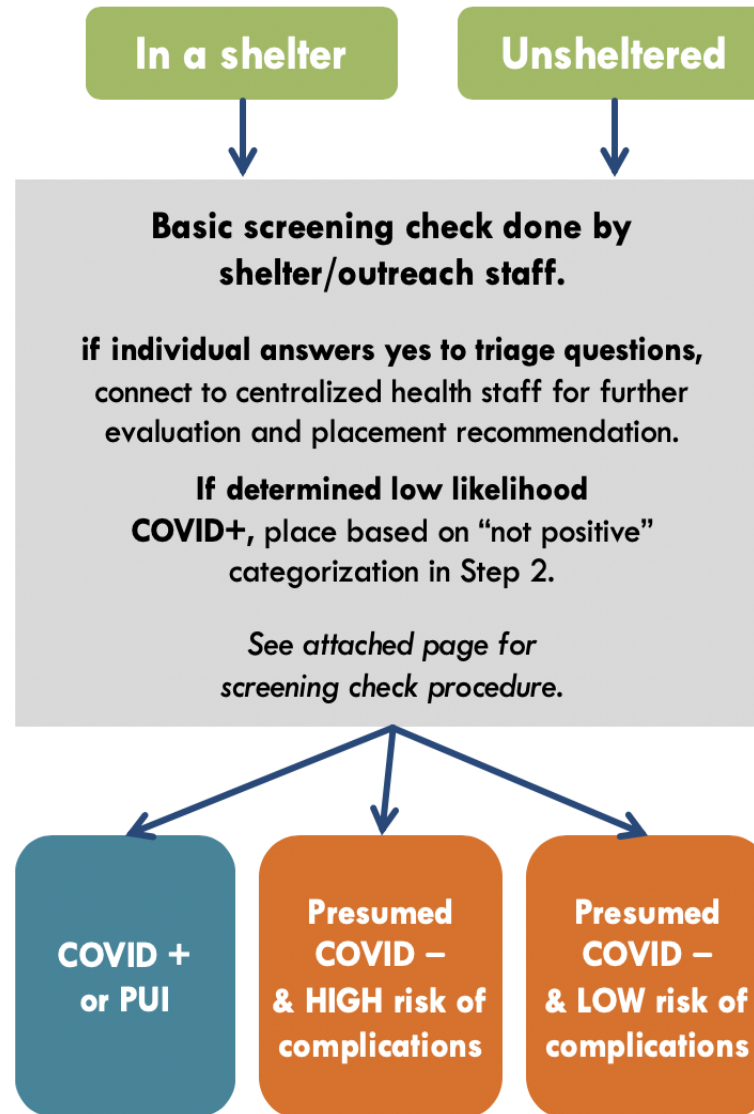 In a shelter
Unsheltered
Basic screening check done by
shelter/outreach staff.
if individual answers yes to triage questions,
connect to centralized health staff for further
evaluation and placement recommendation.
If determined low likelihood
COVID+, place based on “not positive”
categorization in Step 2.
See attached page for
screening check procedure.
COVID +
or PUI
Presumed
COVID –
& HIGH risk of
complications
Presumed
COVID –
& LOW risk of
complications